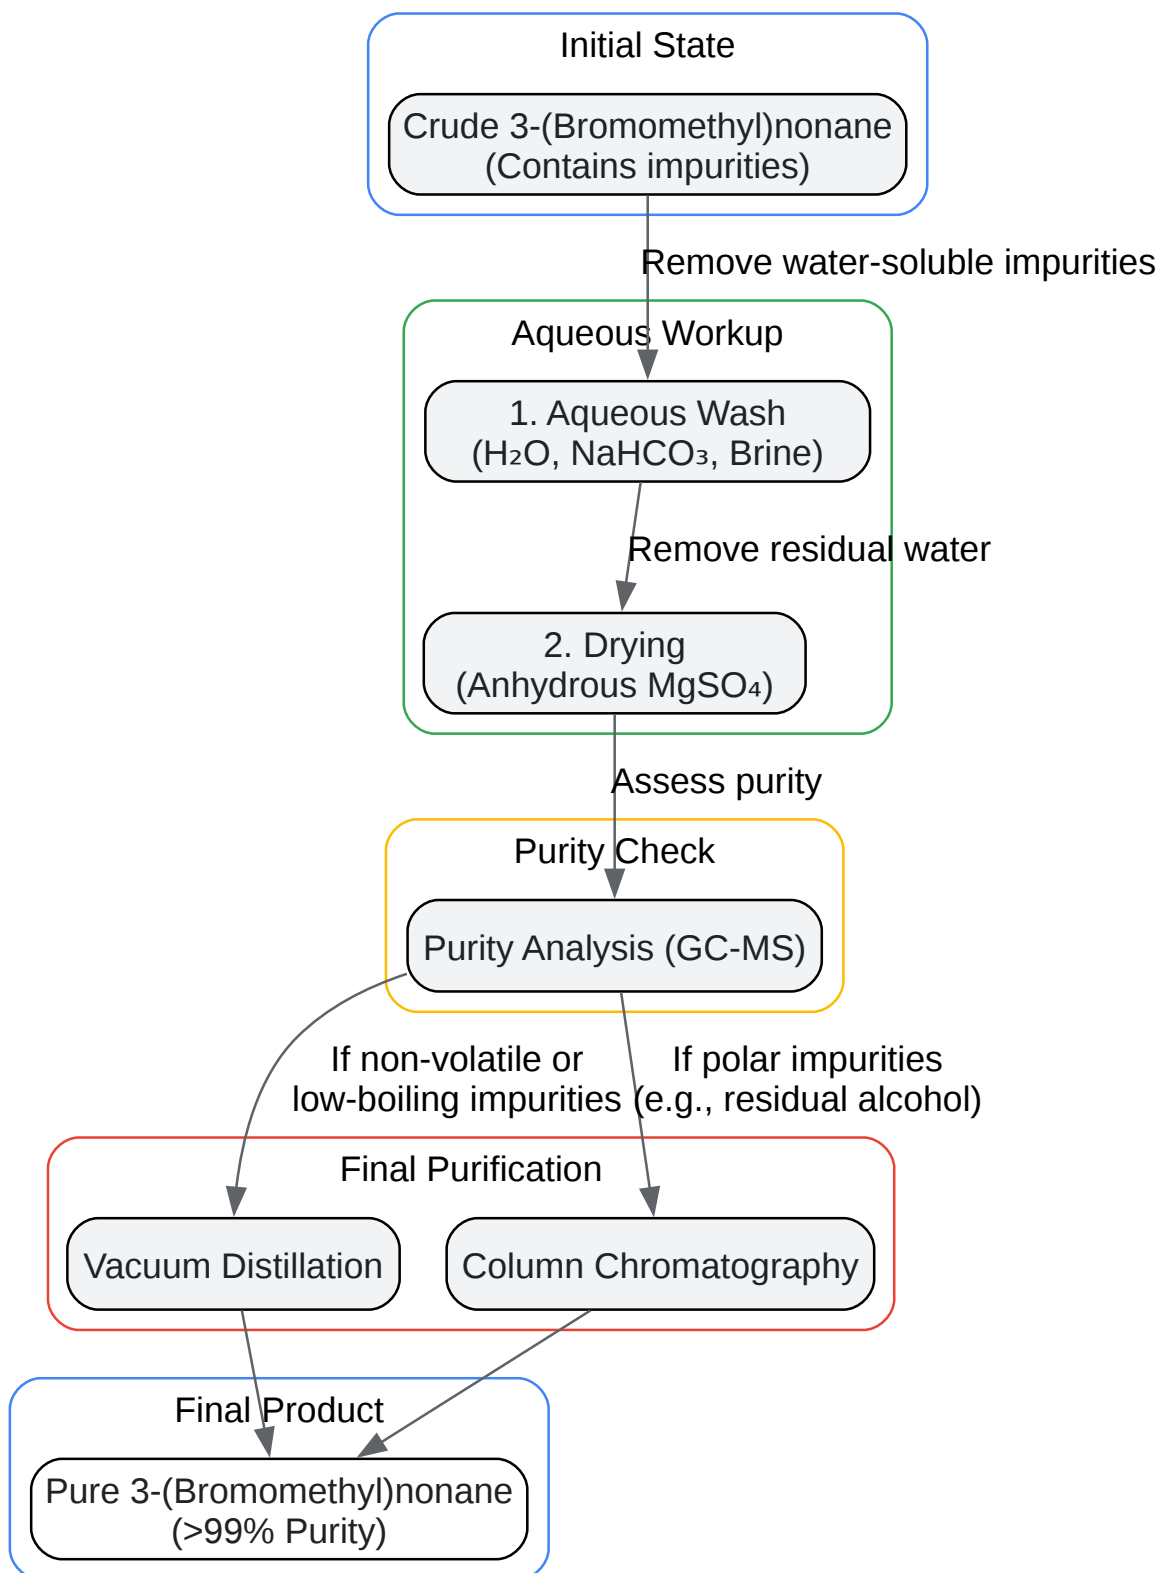 Initial State
Crude 3-(Bromomethyl)nonane
(Contains impurities)
Remove water-soluble impurities
Aqueous Workup
1. Aqueous Wash
(H₂O, NaHCO₃, Brine)
Remove residual water
2. Drying
(Anhydrous MgSO₄)
Assess purity
Purity Check
Purity Analysis (GC-MS)
If non-volatile or
low-boiling impurities
If polar impurities
(e.g., residual alcohol)
Final Purification
Vacuum Distillation
Column Chromatography
Final Product
Pure 3-(Bromomethyl)nonane
(>99% Purity)